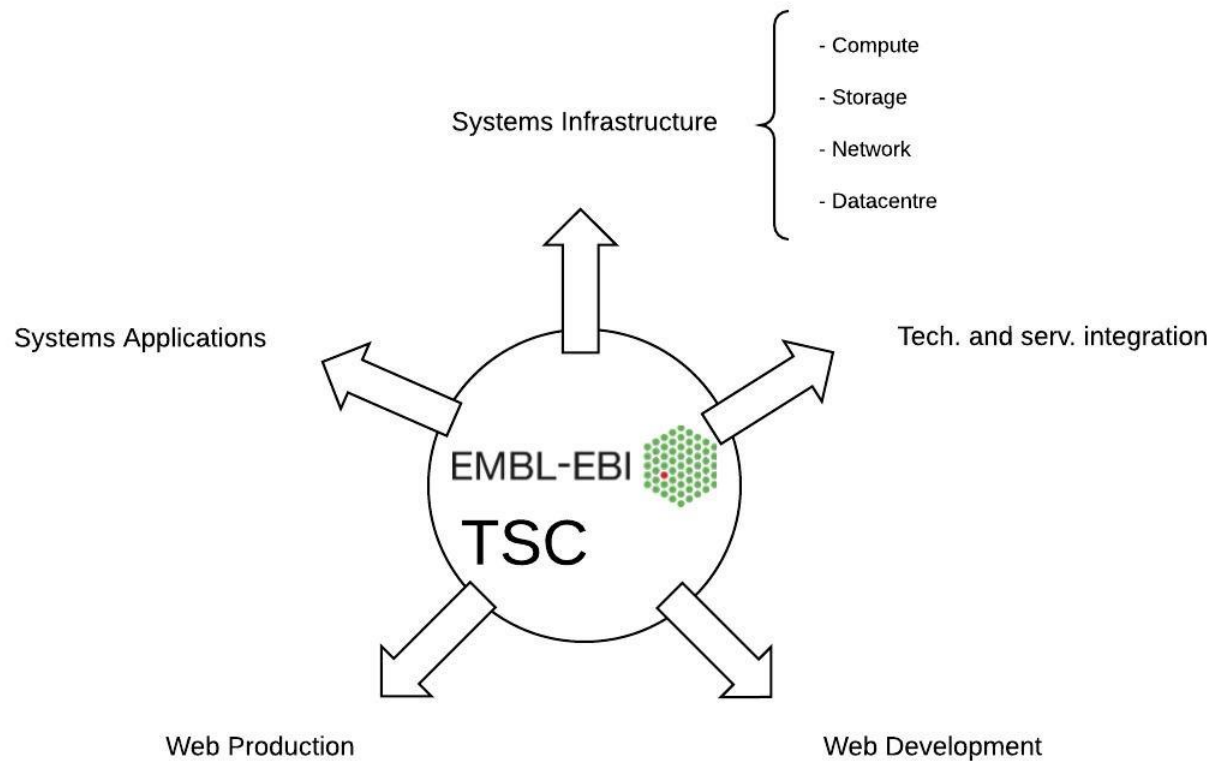 - Compute
- Storage
Systems Infrastructure
- Network
- Datacentre
Systems Applications
Tech. and serv. integration
EMBL-EBI
TSC
Web Production
Web Development